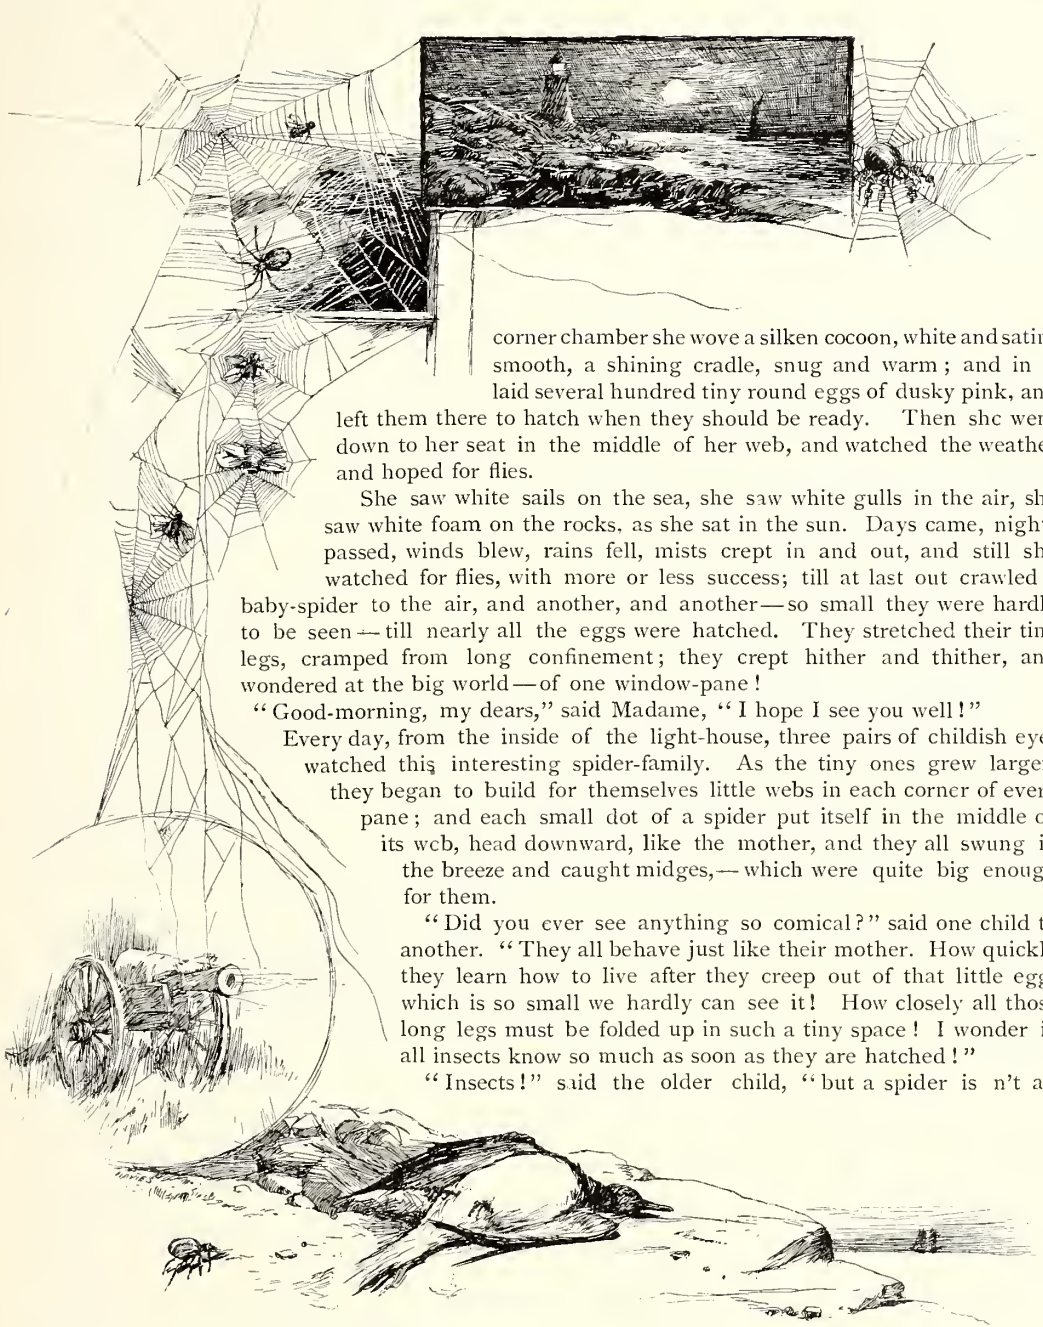 corner chamber she wove a silken cocoon, white and satin
smooth, a shining cradle, snug and warm; and in
laid several hundred tiny round eggs of dusky pink, an
left them there to hatch when they should be ready. Then she wen
down to her seat in the middle of her web, and watched the weathe
and hoped for flies.
She saw white sails on the sea, she saw white gulls in the air, sh
saw white foam on the rocks, as she sat in the sun. Days came, nigh
passed, winds blew, rains fell, mists crept in and out, and still sh
watched for flies, with more or less success; till at last out crawled
baby-spider to the air, and another, and another—so small they were hardl
to be seen—till nearly all the eggs were hatched. They stretched their tin
legs, cramped from long confinement; they crept hither and thither, an
wondered at the big world—of one window-pane!
"Good-morning, my dears," said Madame, "I hope I see you well!"
Every day, from the inside of the light-house, three pairs of childish eye
watched this interesting spider-family. As the tiny ones grew large
they began to build for themselves little webs in each corner of ever
pane; and each small dot of a spider put itself in the middle o
its web, head downward, like the mother, and they all swung i
the breeze and caught midges,—which were quite big enoug
for them.
"Did you ever see anything so comical?" said one child t
another. "They all behave just like their mother. How quickl
they learn how to live after they creep out of that little egg
which is so small we hardly can see it! How closely all thos
long legs must be folded up in such a tiny space! I wonder i
all insects know so much as soon as they are hatched!"
"Insects!" said the older child, "but a spider is n't a